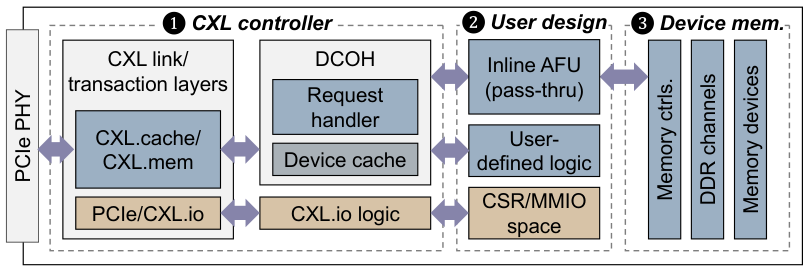 ❶ CXL controller
❷ User design
❸ Device mem.
PCIe PHY
CXL link/
transaction layers
CXL.cache/
CXL.mem
PCIe/CXL.io
DCOH
Request
handler
Device cache
CXL.io logic
Inline AFU
(pass-thru)
User-
defined logic
CSR/MMIO
space
Memory ctrls.
DDR channels
Memory devices